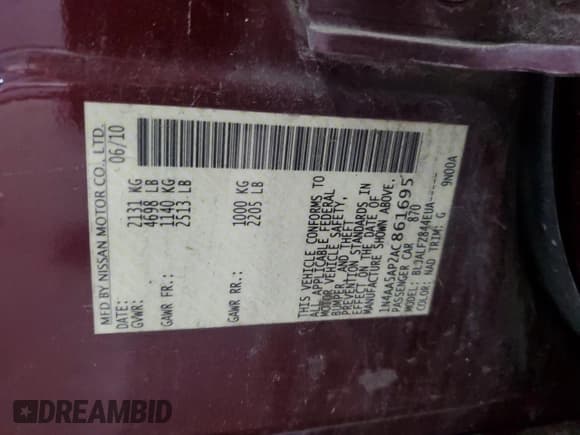 MFD BY NISSAN MOTOR CO., LTD.
DATE: 06/10
GVWR: 2131 KG
4698 LB
GAWR FR: 1140 KG
2513 LB
GAWR RR: 1000 KG
2205 LB
THIS VEHICLE CONFORMS TO
ALL APPLICABLE FEDERAL
MOTOR VEHICLE SAFETY,
BUMPER, AND THEFT
PREVENTION STANDARDS IN
EFFECT ON THE DATE OF
MANUFACTURE SHOWN ABOVE.
1N4AA5AP2AC861695
PASSENGER CAR 870
MODEL: BL7ALFZ844EUA-----
COLOR: NAD TRIM: G 9N00A
DREAMBID